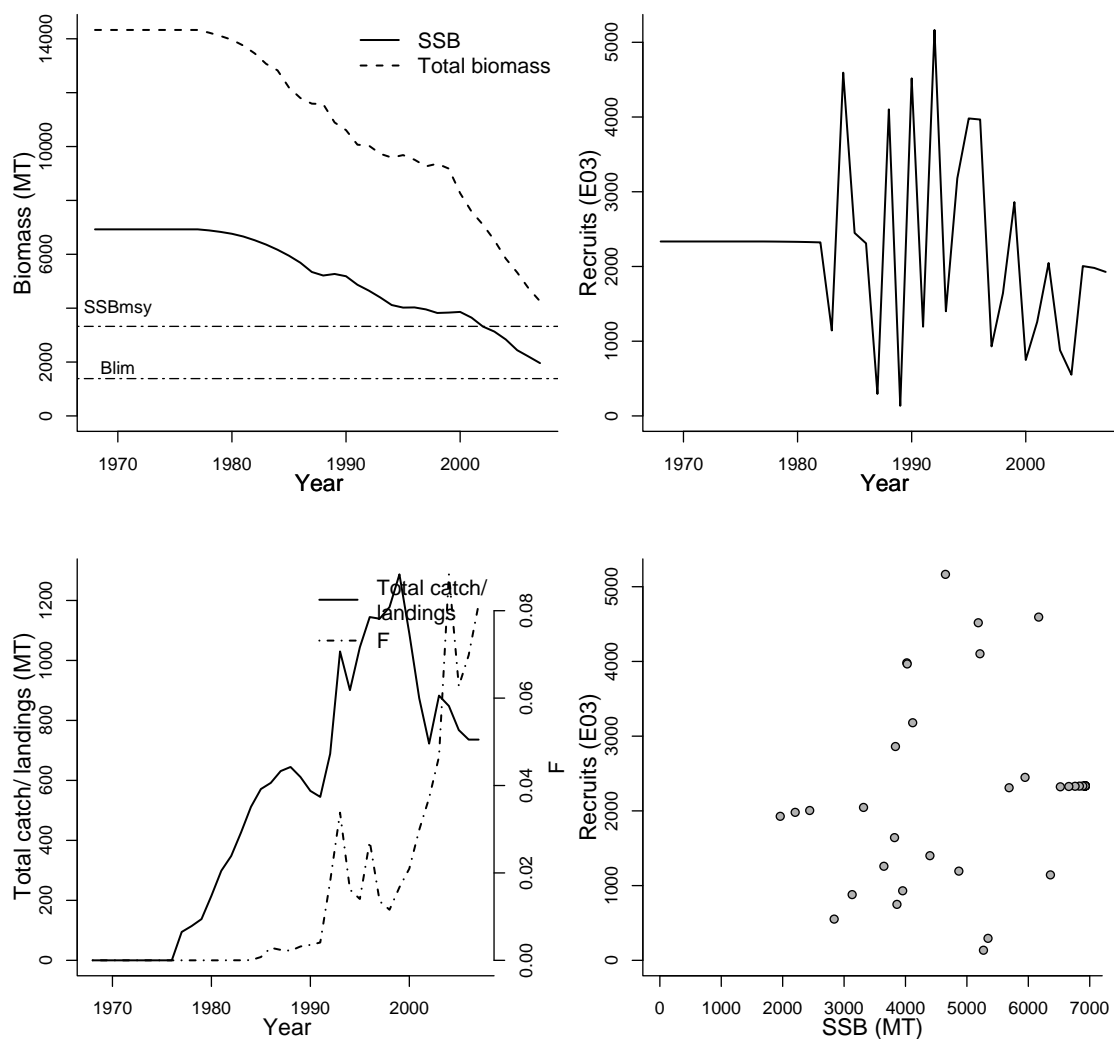 SSB
Total biomass
SSBmsy
Blim
Biomass (MT)
0 2000 6000 10000 14000
1970 1980 1990 2000
Year
Recruits (E03)
0 1000 2000 3000 4000 5000
1970 1980 1990 2000
Year
Total catch/
landings
F
Total catch/ landings (MT)
0 200 400 600 800 1000 1200
F
0.00 0.02 0.04 0.06 0.08
1970 1980 1990 2000
Year
Recruits (E03)
0 1000 2000 3000 4000 5000
0 1000 2000 3000 4000 5000 6000 7000
SSB (MT)